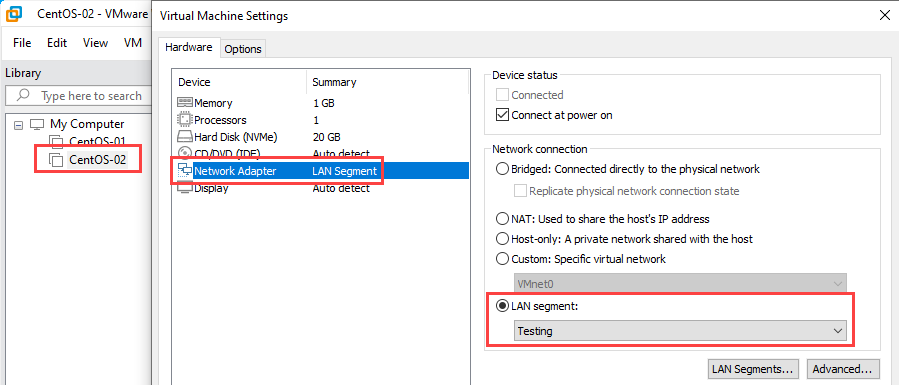 CentOS-02 - VMware
Virtual Machine Settings
File Edit View VM
Hardware Options
Library
Type here to search
My Computer
CentOS-01
CentOS-02
Device Summary
Memory 1 GB
Processors 1
Hard Disk (NVMe) 20 GB
CD/DVD (IDE) Auto detect
Network Adapter LAN Segment
Display Auto detect
Device status
Connected
Connect at power on
Network connection
Bridged: Connected directly to the physical network
Replicate physical network connection state
NAT: Used to share the host's IP address
Host-only: A private network shared with the host
Custom: Specific virtual network
VMnet0
LAN segment:
Testing
LAN Segments... Advanced...